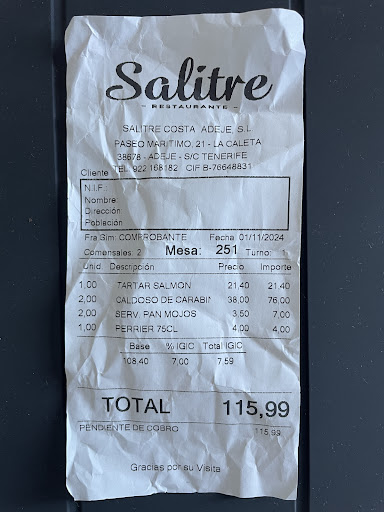 Salitre
- RESTAURANTE -
SALITRE COSTA ADEJE, S.L.
PASEO MARITIMO, 21 - LA CALETA
38678 - ADEJE - S/C TENERIFE
TEL. 922 168182 CIF B-76648831
Cliente
N.I.F.:
Nombre:
Dirección:
Población:
Fra Sim: COMPROBANTE Fecha: 01/11/2024
Comensales: 2 Mesa: 251 Turno:
Unid. Descripción Precio Importe
1,00 TARTAR SALMON 21,40 21,40
2,00 CALDOSO DE CARABIN 38,00 76,00
2,00 SERV. PAN MOJOS 3,50 7,00
1,00 PERRIER 75CL 4,00 4,00
Base % IGIC Total IGIC
108,40 7,00 7,59
TOTAL 115,99
PENDIENTE DE COBRO 115,99
Gracias por su Visita